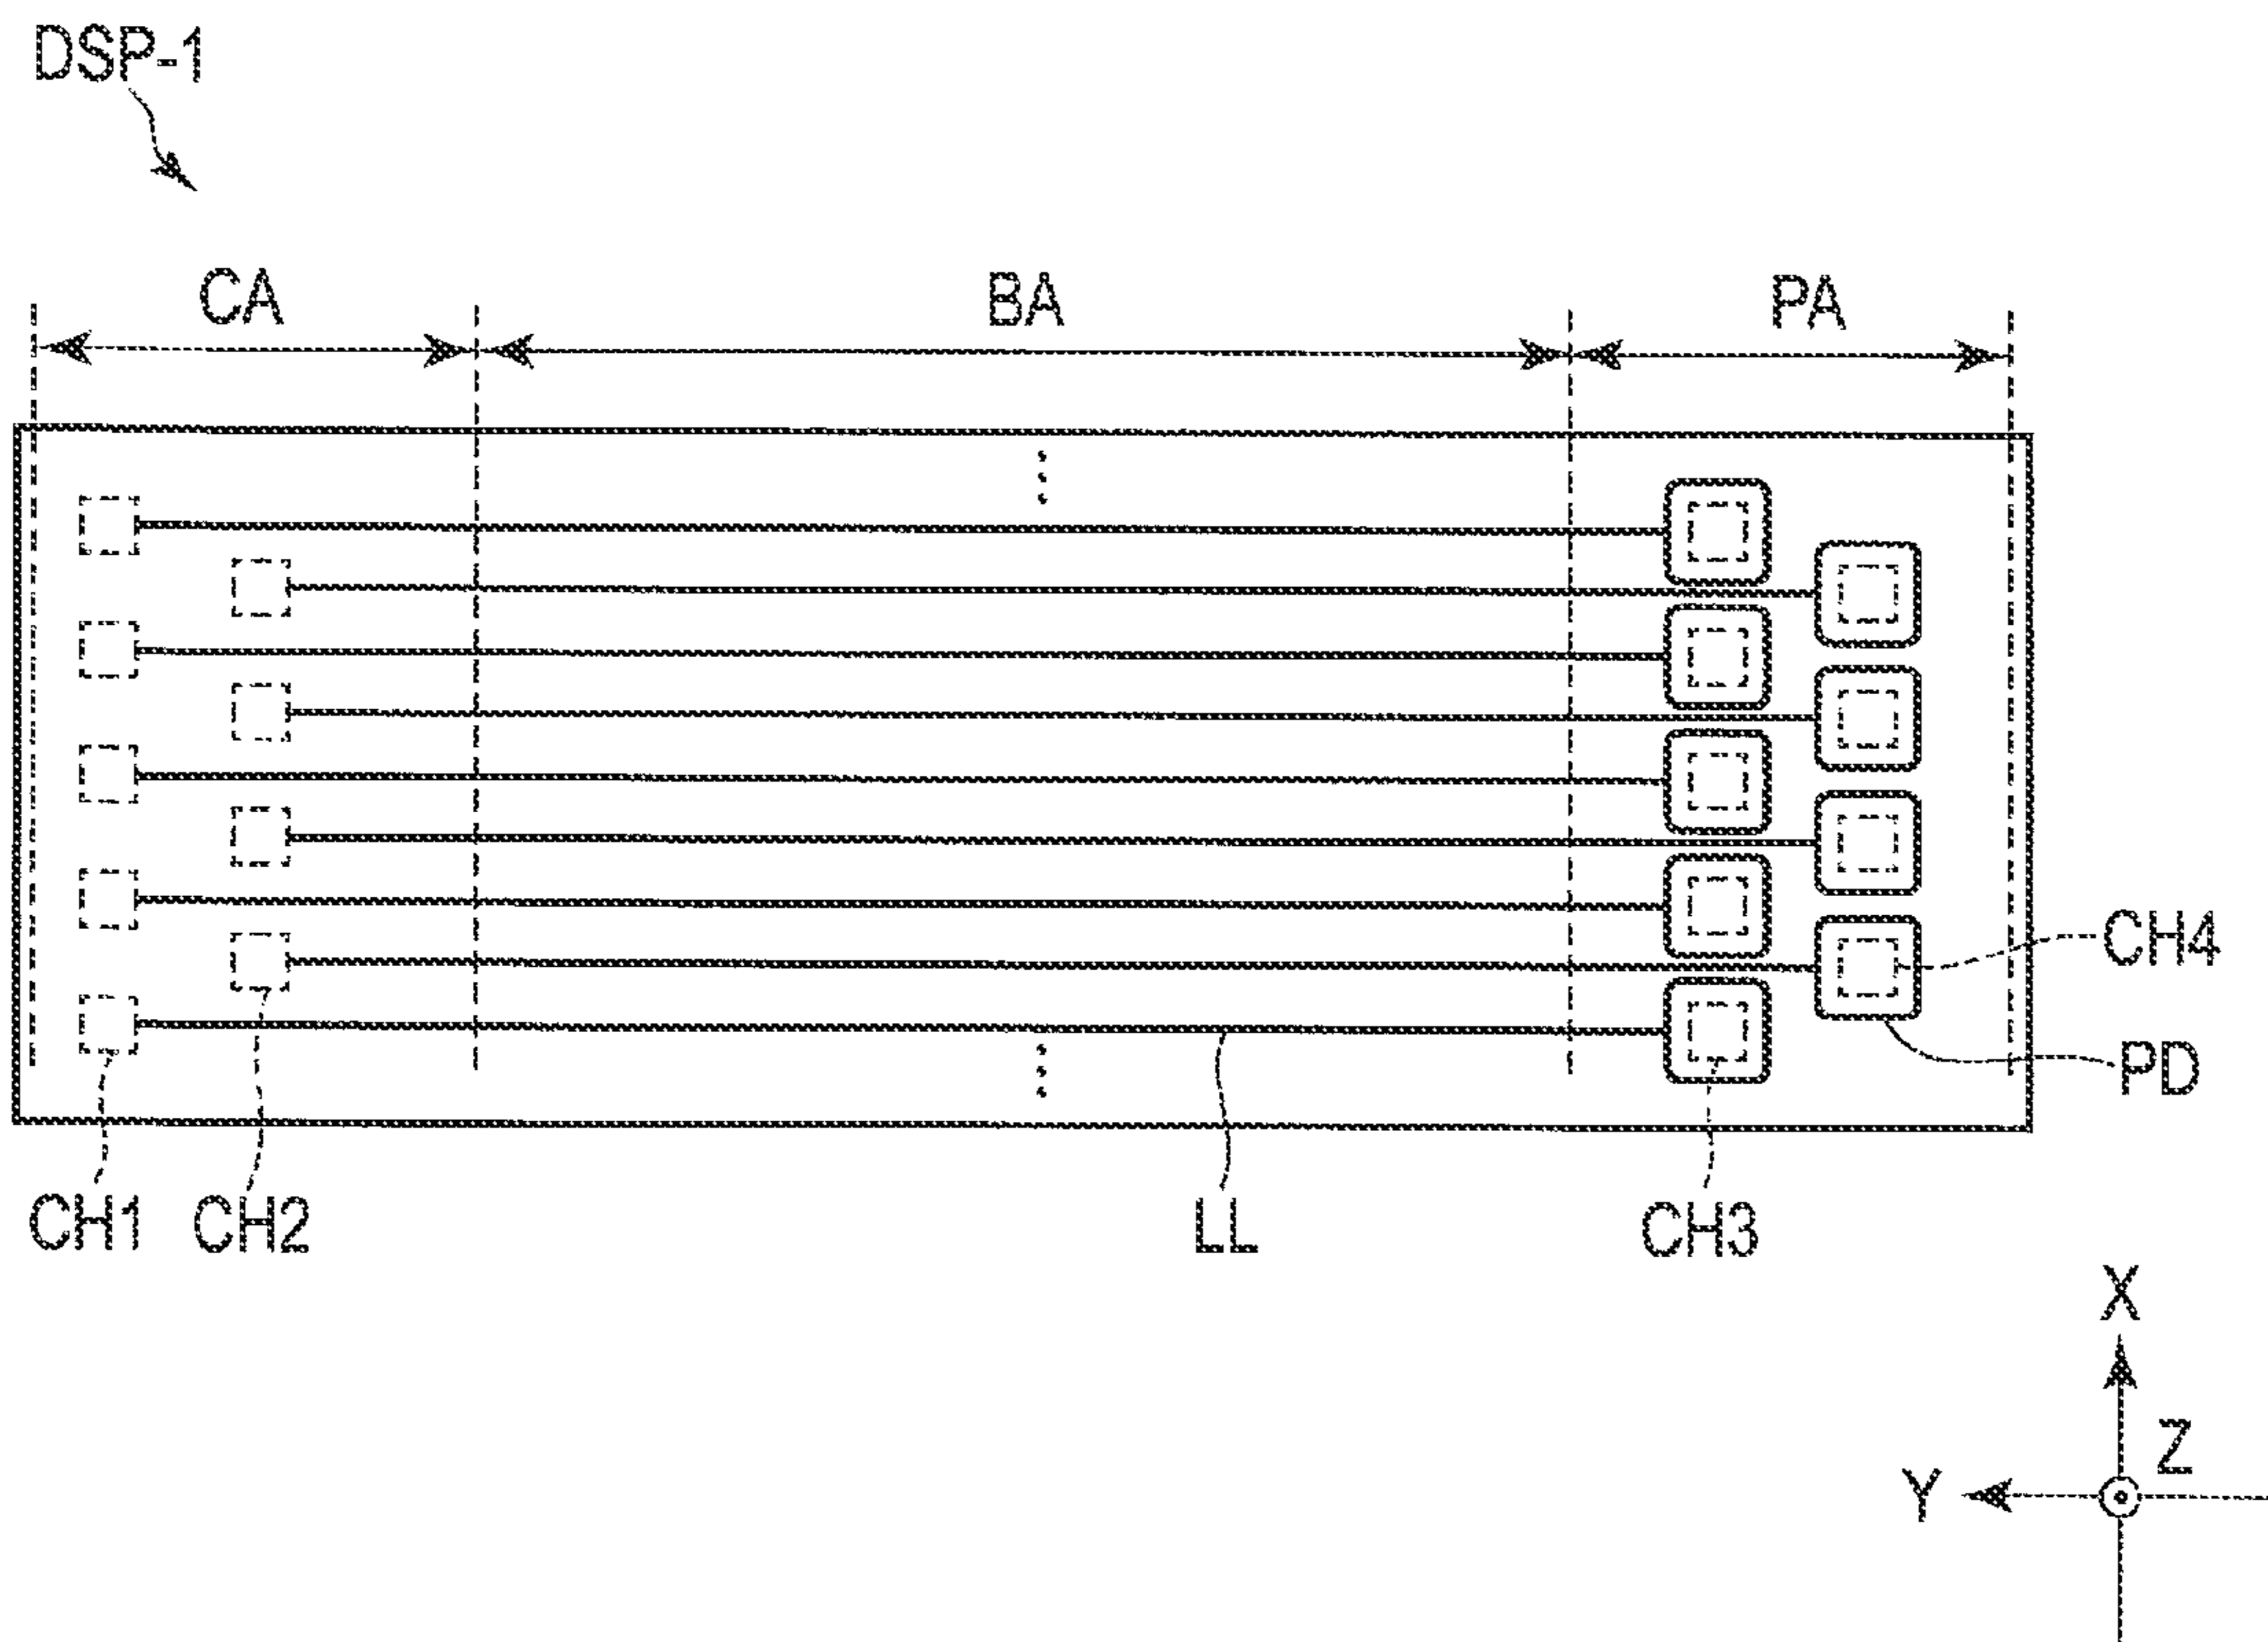 DSP-1
CA BA PA
CH4
PD
CH1 CH2 LL CH3
X
Z
Y